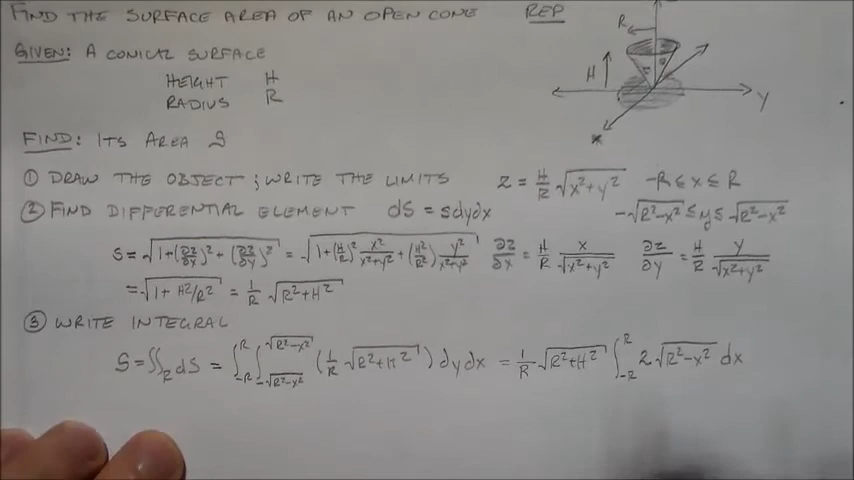 FIND THE SURFACE AREA OF AN OPEN CONE
REP
GIVEN: A CONICAL SURFACE
HEIGHT H
RADIUS R
R
H
Y
X
FIND: ITS AREA S
① DRAW THE OBJECT; WRITE THE LIMITS z = H/R √(x²+y²) -R ≤ x ≤ R
② FIND DIFFERENTIAL ELEMENT dS = s dy dx -√(R²-x²) ≤ y ≤ √(R²-x²)
s = √(1+(∂z/∂x)²+(∂z/∂y)²) = √(1+(H/R)² x²/(x²+y²) + (H²/R²) y²/(x²+y²)) ∂z/∂x = H/R x/√(x²+y²) ∂z/∂y = H/R y/√(x²+y²)
= √(1+H²/R²) = 1/R √(R²+H²)
③ WRITE INTEGRAL
S = ∬_R dS = ∫_{-R}^{R} ∫_{-√(R²-x²)}^{√(R²-x²)} (1/R √(R²+H²)) dy dx = 1/R √(R²+H²) ∫_{-R}^{R} 2 √(R²-x²) dx